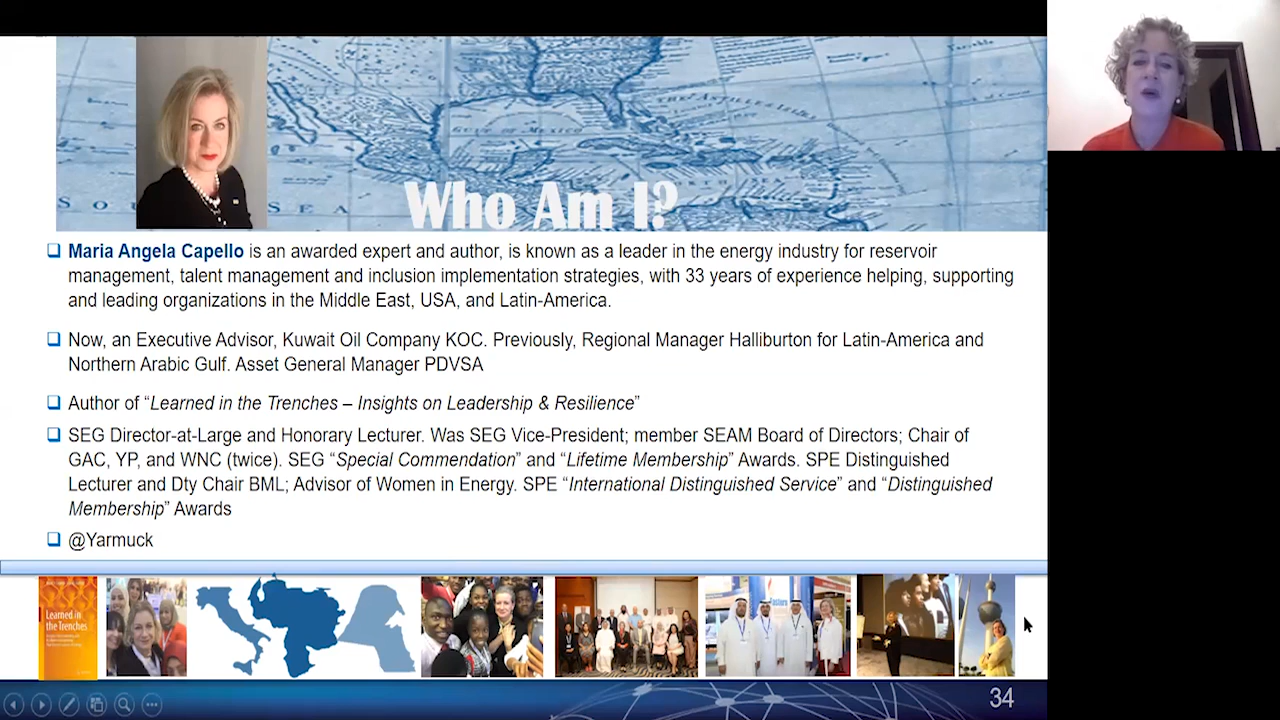 GULF OF MEXICO
Who Am I?
Maria Angela Capello is an awarded expert and author, is known as a leader in the energy industry for reservoir
management, talent management and inclusion implementation strategies, with 33 years of experience helping, supporting
and leading organizations in the Middle East, USA, and Latin-America.
Now, an Executive Advisor, Kuwait Oil Company KOC. Previously, Regional Manager Halliburton for Latin-America and
Northern Arabic Gulf. Asset General Manager PDVSA
Author of “Learned in the Trenches – Insights on Leadership & Resilience”
SEG Director-at-Large and Honorary Lecturer. Was SEG Vice-President; member SEAM Board of Directors; Chair of
GAC, YP, and WNC (twice). SEG “Special Commendation” and “Lifetime Membership” Awards. SPE Distinguished
Lecturer and Dty Chair BML; Advisor of Women in Energy. SPE “International Distinguished Service” and “Distinguished
Membership” Awards
@Yarmuck
Learned in
the Trenches
34